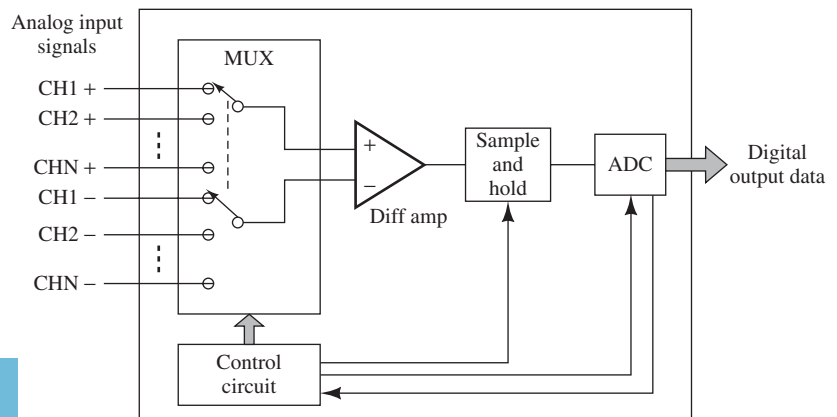 Analog input
signals
MUX
CH1 +
CH2 +
CHN +
CH1 −
CH2 −
CHN −
+
−
Diff amp
Sample
and
hold
ADC
Digital
output data
Control
circuit